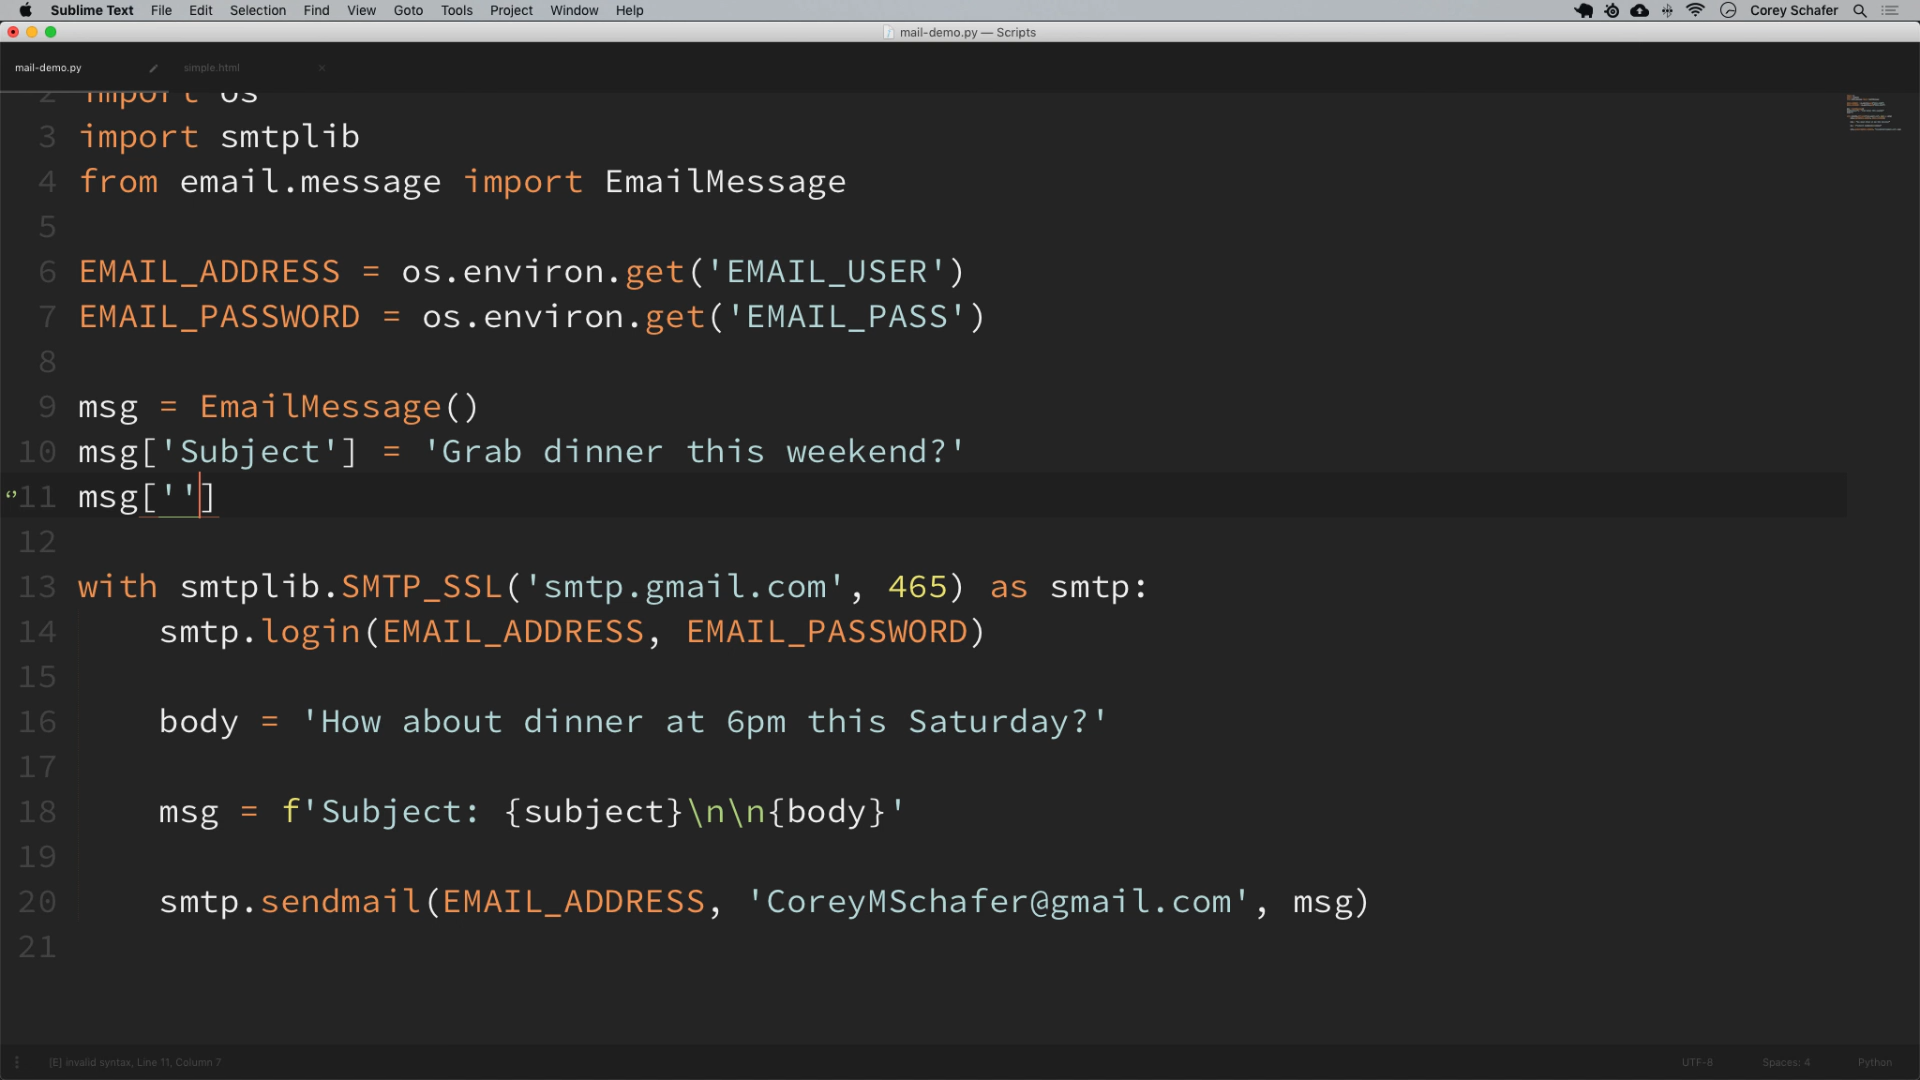 Sublime Text File Edit Selection Find View Goto Tools Project Window Help Corey Schafer
mail-demo.py — Scripts
mail-demo.py simple.html
2 import os
3 import smtplib
4 from email.message import EmailMessage
5
6 EMAIL_ADDRESS = os.environ.get('EMAIL_USER')
7 EMAIL_PASSWORD = os.environ.get('EMAIL_PASS')
8
9 msg = EmailMessage()
10 msg['Subject'] = 'Grab dinner this weekend?'
11 msg['']
12
13 with smtplib.SMTP_SSL('smtp.gmail.com', 465) as smtp:
14     smtp.login(EMAIL_ADDRESS, EMAIL_PASSWORD)
15
16     body = 'How about dinner at 6pm this Saturday?'
17
18     msg = f'Subject: {subject}\n\n{body}'
19
20     smtp.sendmail(EMAIL_ADDRESS, 'CoreyMSchafer@gmail.com', msg)
21
[E] invalid syntax, Line 11, Column 7 UTF-8 Spaces: 4 Python